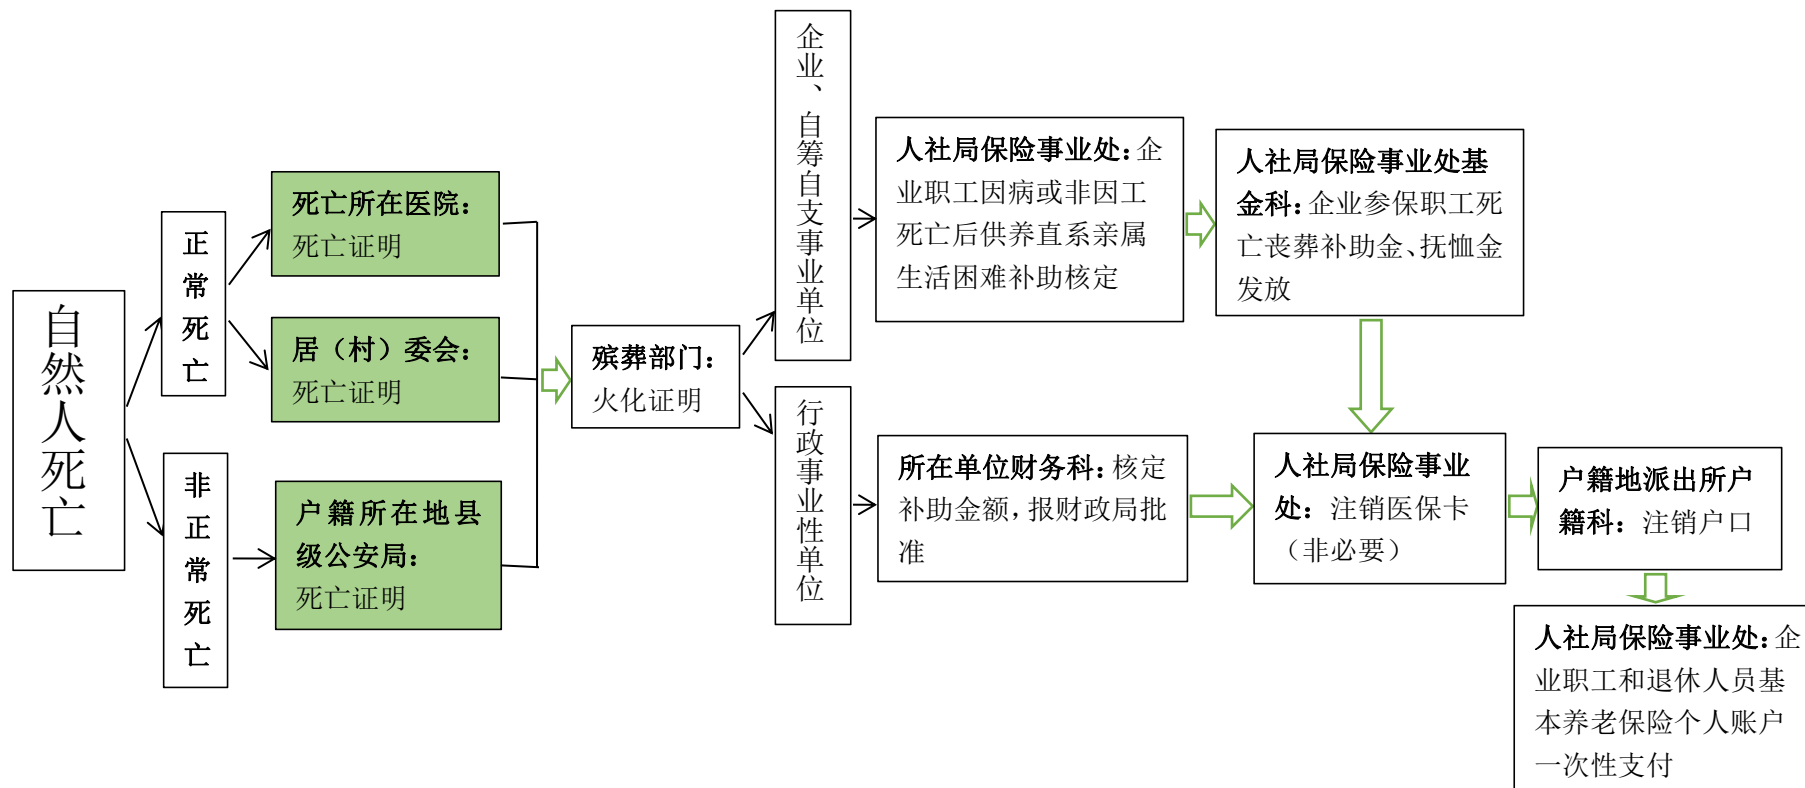 自然人死亡
正常死亡
非正常死亡
死亡所在医院：
死亡证明
居（村）委会：
死亡证明
户籍所在地县
级公安局：
死亡证明
殡葬部门：
火化证明
企业、自筹自支事业单位
行政事业性单位
人社局保险事业处：企
业职工因病或非因工
死亡后供养直系亲属
生活困难补助核定
人社局保险事业处基
金科：企业参保职工死
亡丧葬补助金、抚恤金
发放
所在单位财务科：核定
补助金额，报财政局批
准
人社局保险事业
处：注销医保卡
（非必要）
户籍地派出所户
籍科：注销户口
人社局保险事业处：企
业职工和退休人员基
本养老保险个人账户
一次性支付